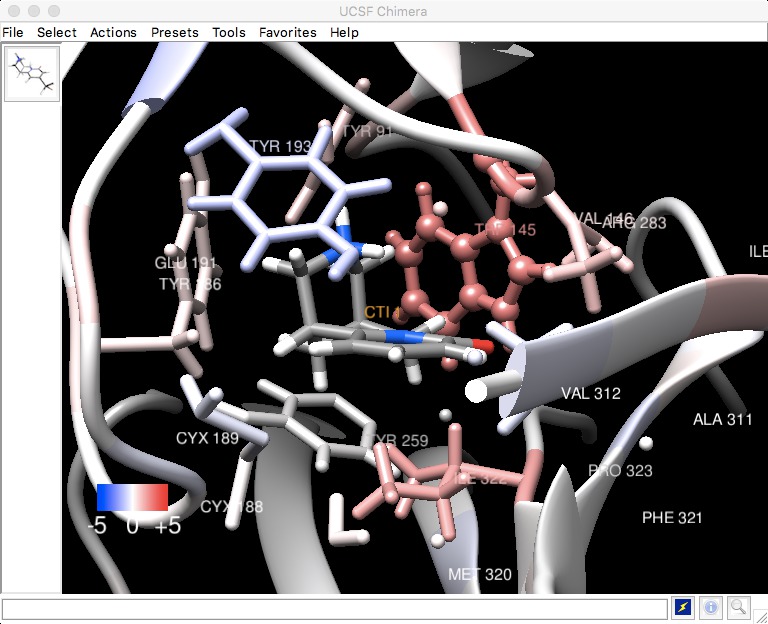 UCSF Chimera
File Select Actions Presets Tools Favorites Help
TYR 91
TYR 193
VAL 146
ARG 283
145
ILE
GLU 191
TYR 186
CTI 1
VAL 312
ALA 311
CYX 189
TYR 259
ILE 322
PRO 323
CYX 188
PHE 321
-5 0 +5
MET 320